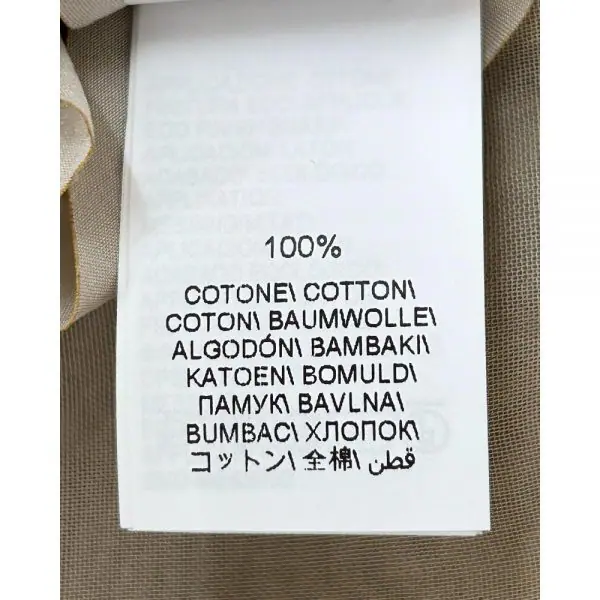 100%
COTONE\ COTTON\
COTON\ BAUMWOLLE\
ALGODÓN\ BAMBAKI\
KATOEN\ BOMULD\
ПАМУК\ BAVLNA\
BUMBAC\ ХЛОПОК\
コットン\ 全棉\ قطن